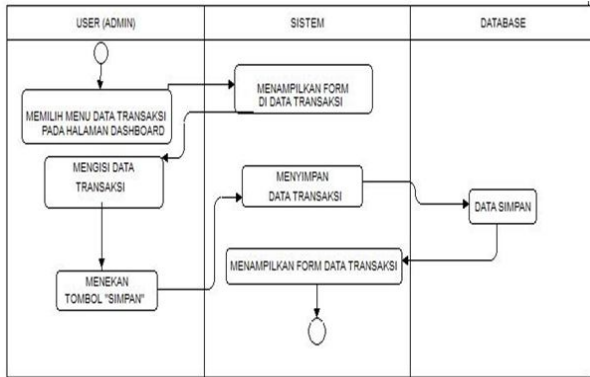 USER (ADMIN)
SISTEM
DATABASE
MEMILIH MENU DATA TRANSAKSI
PADA HALAMAN DASHBOARD
MENAMPILKAN FORM
DI DATA TRANSAKSI
MENGISI DATA
TRANSAKSI
MENYIMPAN
DATA TRANSAKSI
DATA SIMPAN
MENEKAN
TOMBOL "SIMPAN"
MENAMPILKAN FORM DATA TRANSAKSI